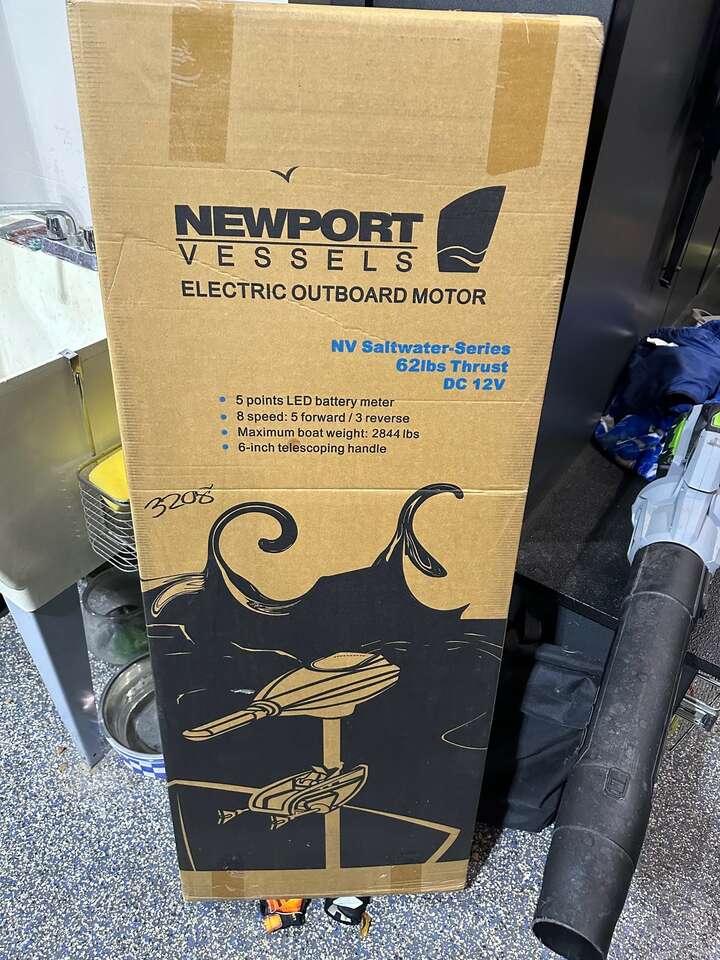 NEWPORT
VESSELS
ELECTRIC OUTBOARD MOTOR
NV Saltwater-Series
62lbs Thrust
DC 12V
• 5 points LED battery meter
• 8 speed: 5 forward / 3 reverse
• Maximum boat weight: 2844 lbs
• 6-inch telescoping handle
3208